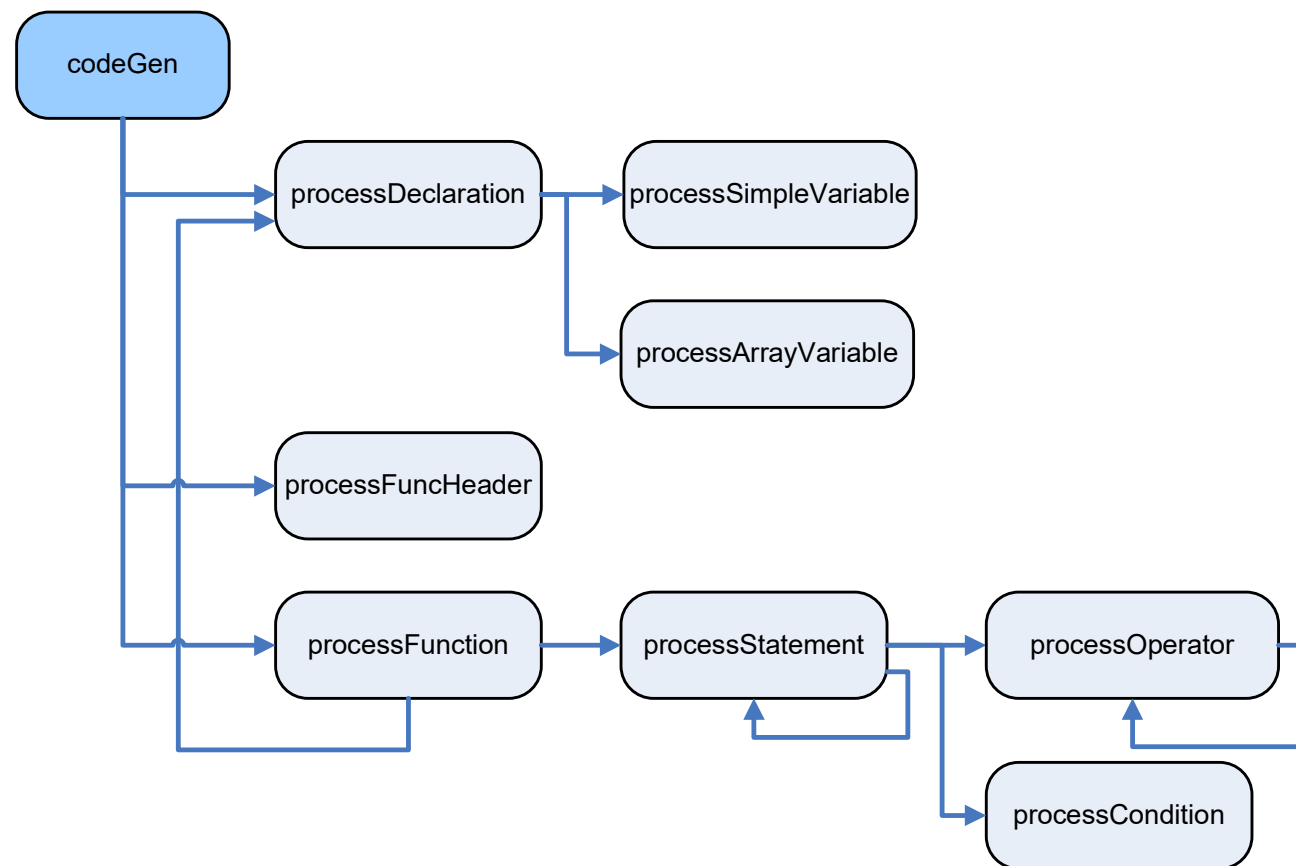 codeGen
processDeclaration
processSimpleVariable
processArrayVariable
processFuncHeader
processFunction
processStatement
processOperator
processCondition